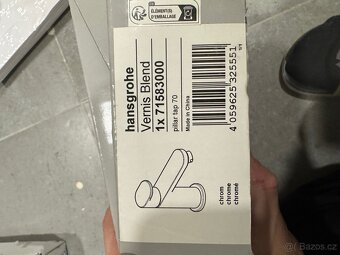 ÉLÉMENT(S)
D'EMBALLAGE
hansgrohe
Vernis Blend
1x 71583000
pillar tap 70
Made in China
4 059625 325551
chrom
chrome
chromé
bazos.cz